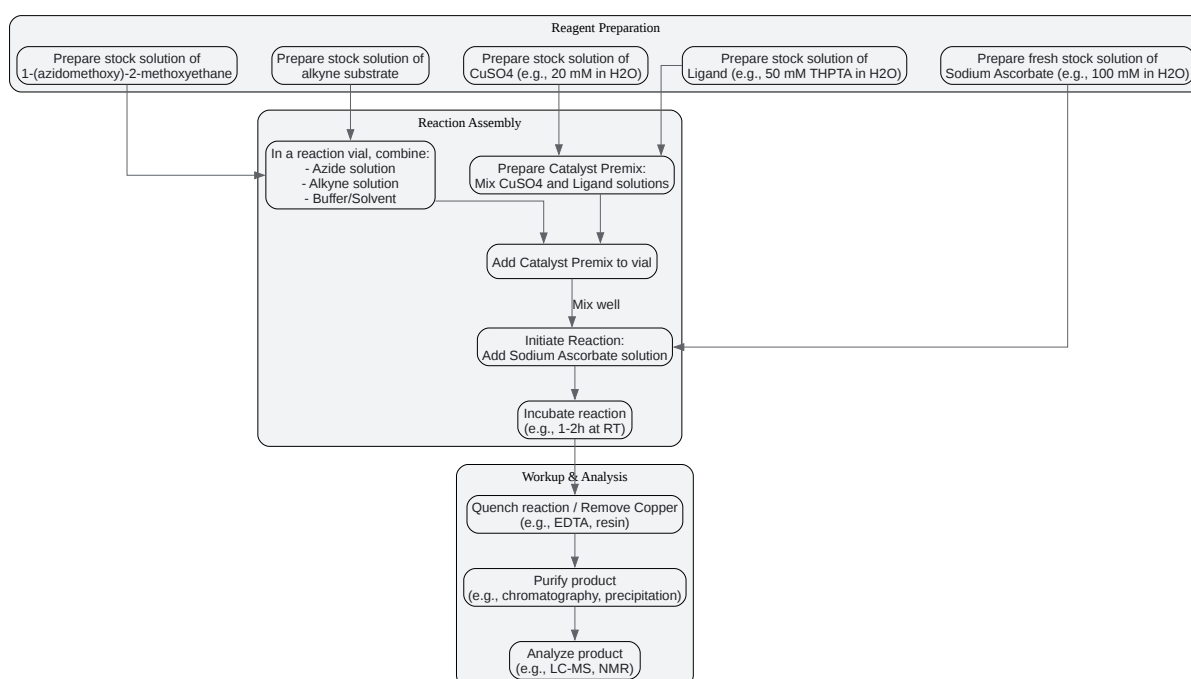 Reagent Preparation
Prepare stock solution of
1-(azidomethoxy)-2-methoxyethane
Prepare stock solution of
alkyne substrate
Prepare stock solution of
CuSO4 (e.g., 20 mM in H2O)
Prepare stock solution of
Ligand (e.g., 50 mM THPTA in H2O)
Prepare fresh stock solution of
Sodium Ascorbate (e.g., 100 mM in H2O)
Reaction Assembly
In a reaction vial, combine:
- Azide solution
- Alkyne solution
- Buffer/Solvent
Prepare Catalyst Premix:
Mix CuSO4 and Ligand solutions
Add Catalyst Premix to vial
Mix well
Initiate Reaction:
Add Sodium Ascorbate solution
Incubate reaction
(e.g., 1-2h at RT)
Workup & Analysis
Quench reaction / Remove Copper
(e.g., EDTA, resin)
Purify product
(e.g., chromatography, precipitation)
Analyze product
(e.g., LC-MS, NMR)